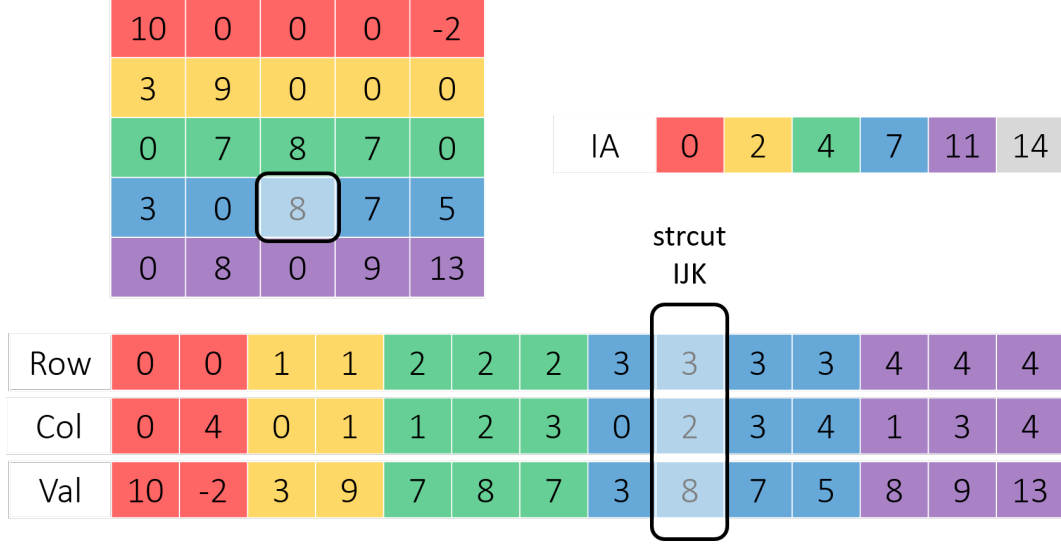 10 0 0 0 -2
3 9 0 0 0
0 7 8 7 0
3 0 8 7 5
0 8 0 9 13
IA 0 2 4 7 11 14
strcut
IJK
Row 0 0 1 1 2 2 2 3 3 3 3 4 4 4
Col 0 4 0 1 1 2 3 0 2 3 4 1 3 4
Val 10 -2 3 9 7 8 7 3 8 7 5 8 9 13